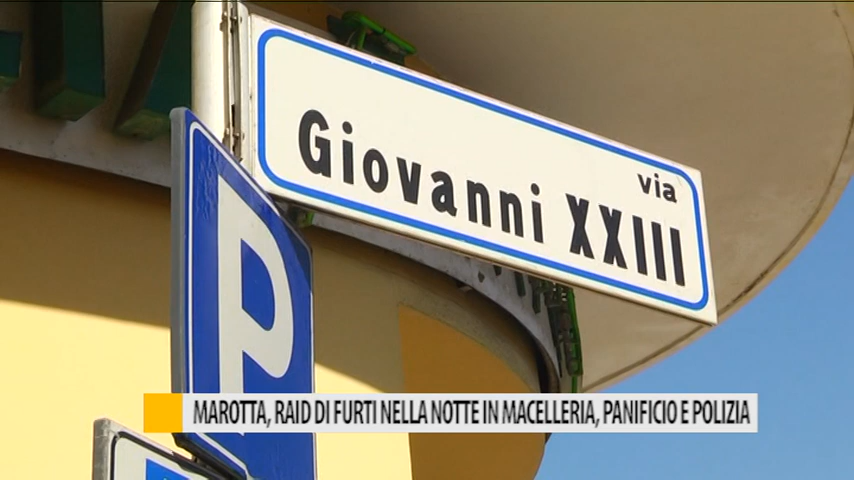 via
Giovanni XXIII
P
MAROTTA, RAID DI FURTI NELLA NOTTE IN MACELLERIA, PANIFICIO E POLIZIA